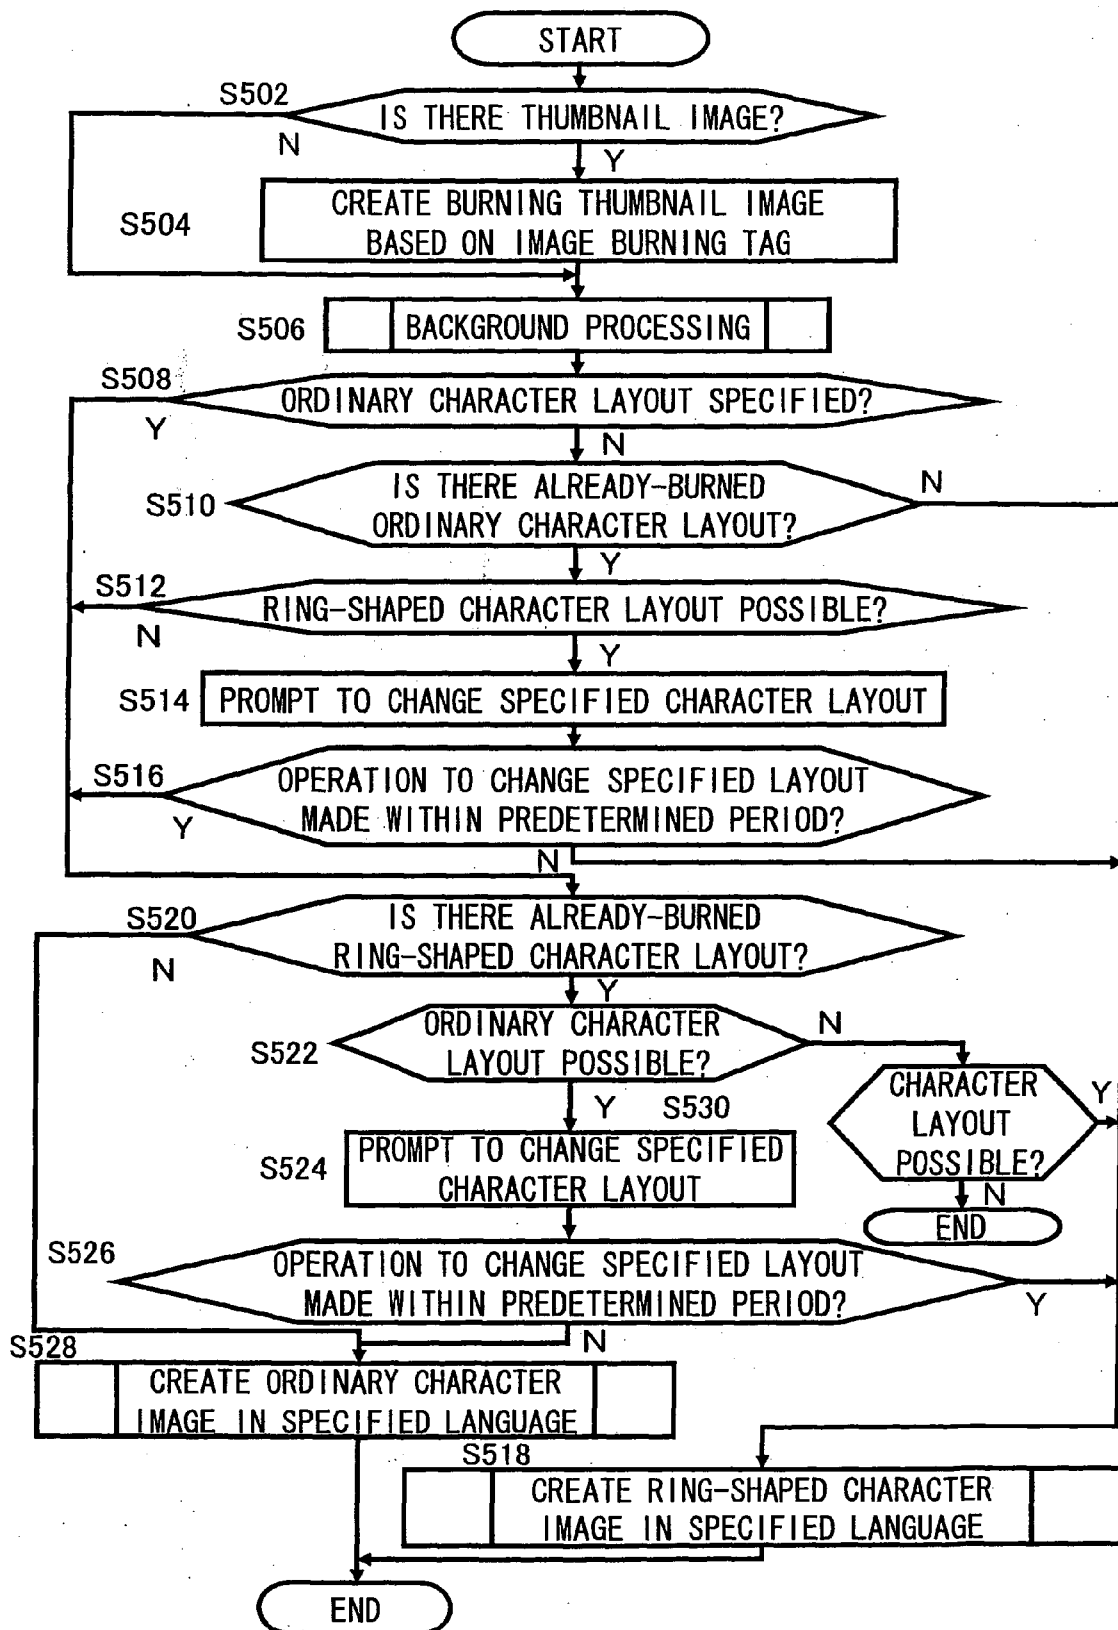 START
S502
IS THERE THUMBNAIL IMAGE?
N
Y
S504
CREATE BURNING THUMBNAIL IMAGE
BASED ON IMAGE BURNING TAG
S506
BACKGROUND PROCESSING
S508
ORDINARY CHARACTER LAYOUT SPECIFIED?
Y
N
S510
IS THERE ALREADY-BURNED
ORDINARY CHARACTER LAYOUT?
N
Y
S512
RING-SHAPED CHARACTER LAYOUT POSSIBLE?
N
Y
S514
PROMPT TO CHANGE SPECIFIED CHARACTER LAYOUT
S516
OPERATION TO CHANGE SPECIFIED LAYOUT
MADE WITHIN PREDETERMINED PERIOD?
Y
N
S520
IS THERE ALREADY-BURNED
RING-SHAPED CHARACTER LAYOUT?
N
Y
S522
ORDINARY CHARACTER
LAYOUT POSSIBLE?
N
Y
S530
CHARACTER
LAYOUT
POSSIBLE?
Y
N
END
S524
PROMPT TO CHANGE SPECIFIED
CHARACTER LAYOUT
S526
OPERATION TO CHANGE SPECIFIED LAYOUT
MADE WITHIN PREDETERMINED PERIOD?
Y
N
S528
CREATE ORDINARY CHARACTER
IMAGE IN SPECIFIED LANGUAGE
S518
CREATE RING-SHAPED CHARACTER
IMAGE IN SPECIFIED LANGUAGE
END